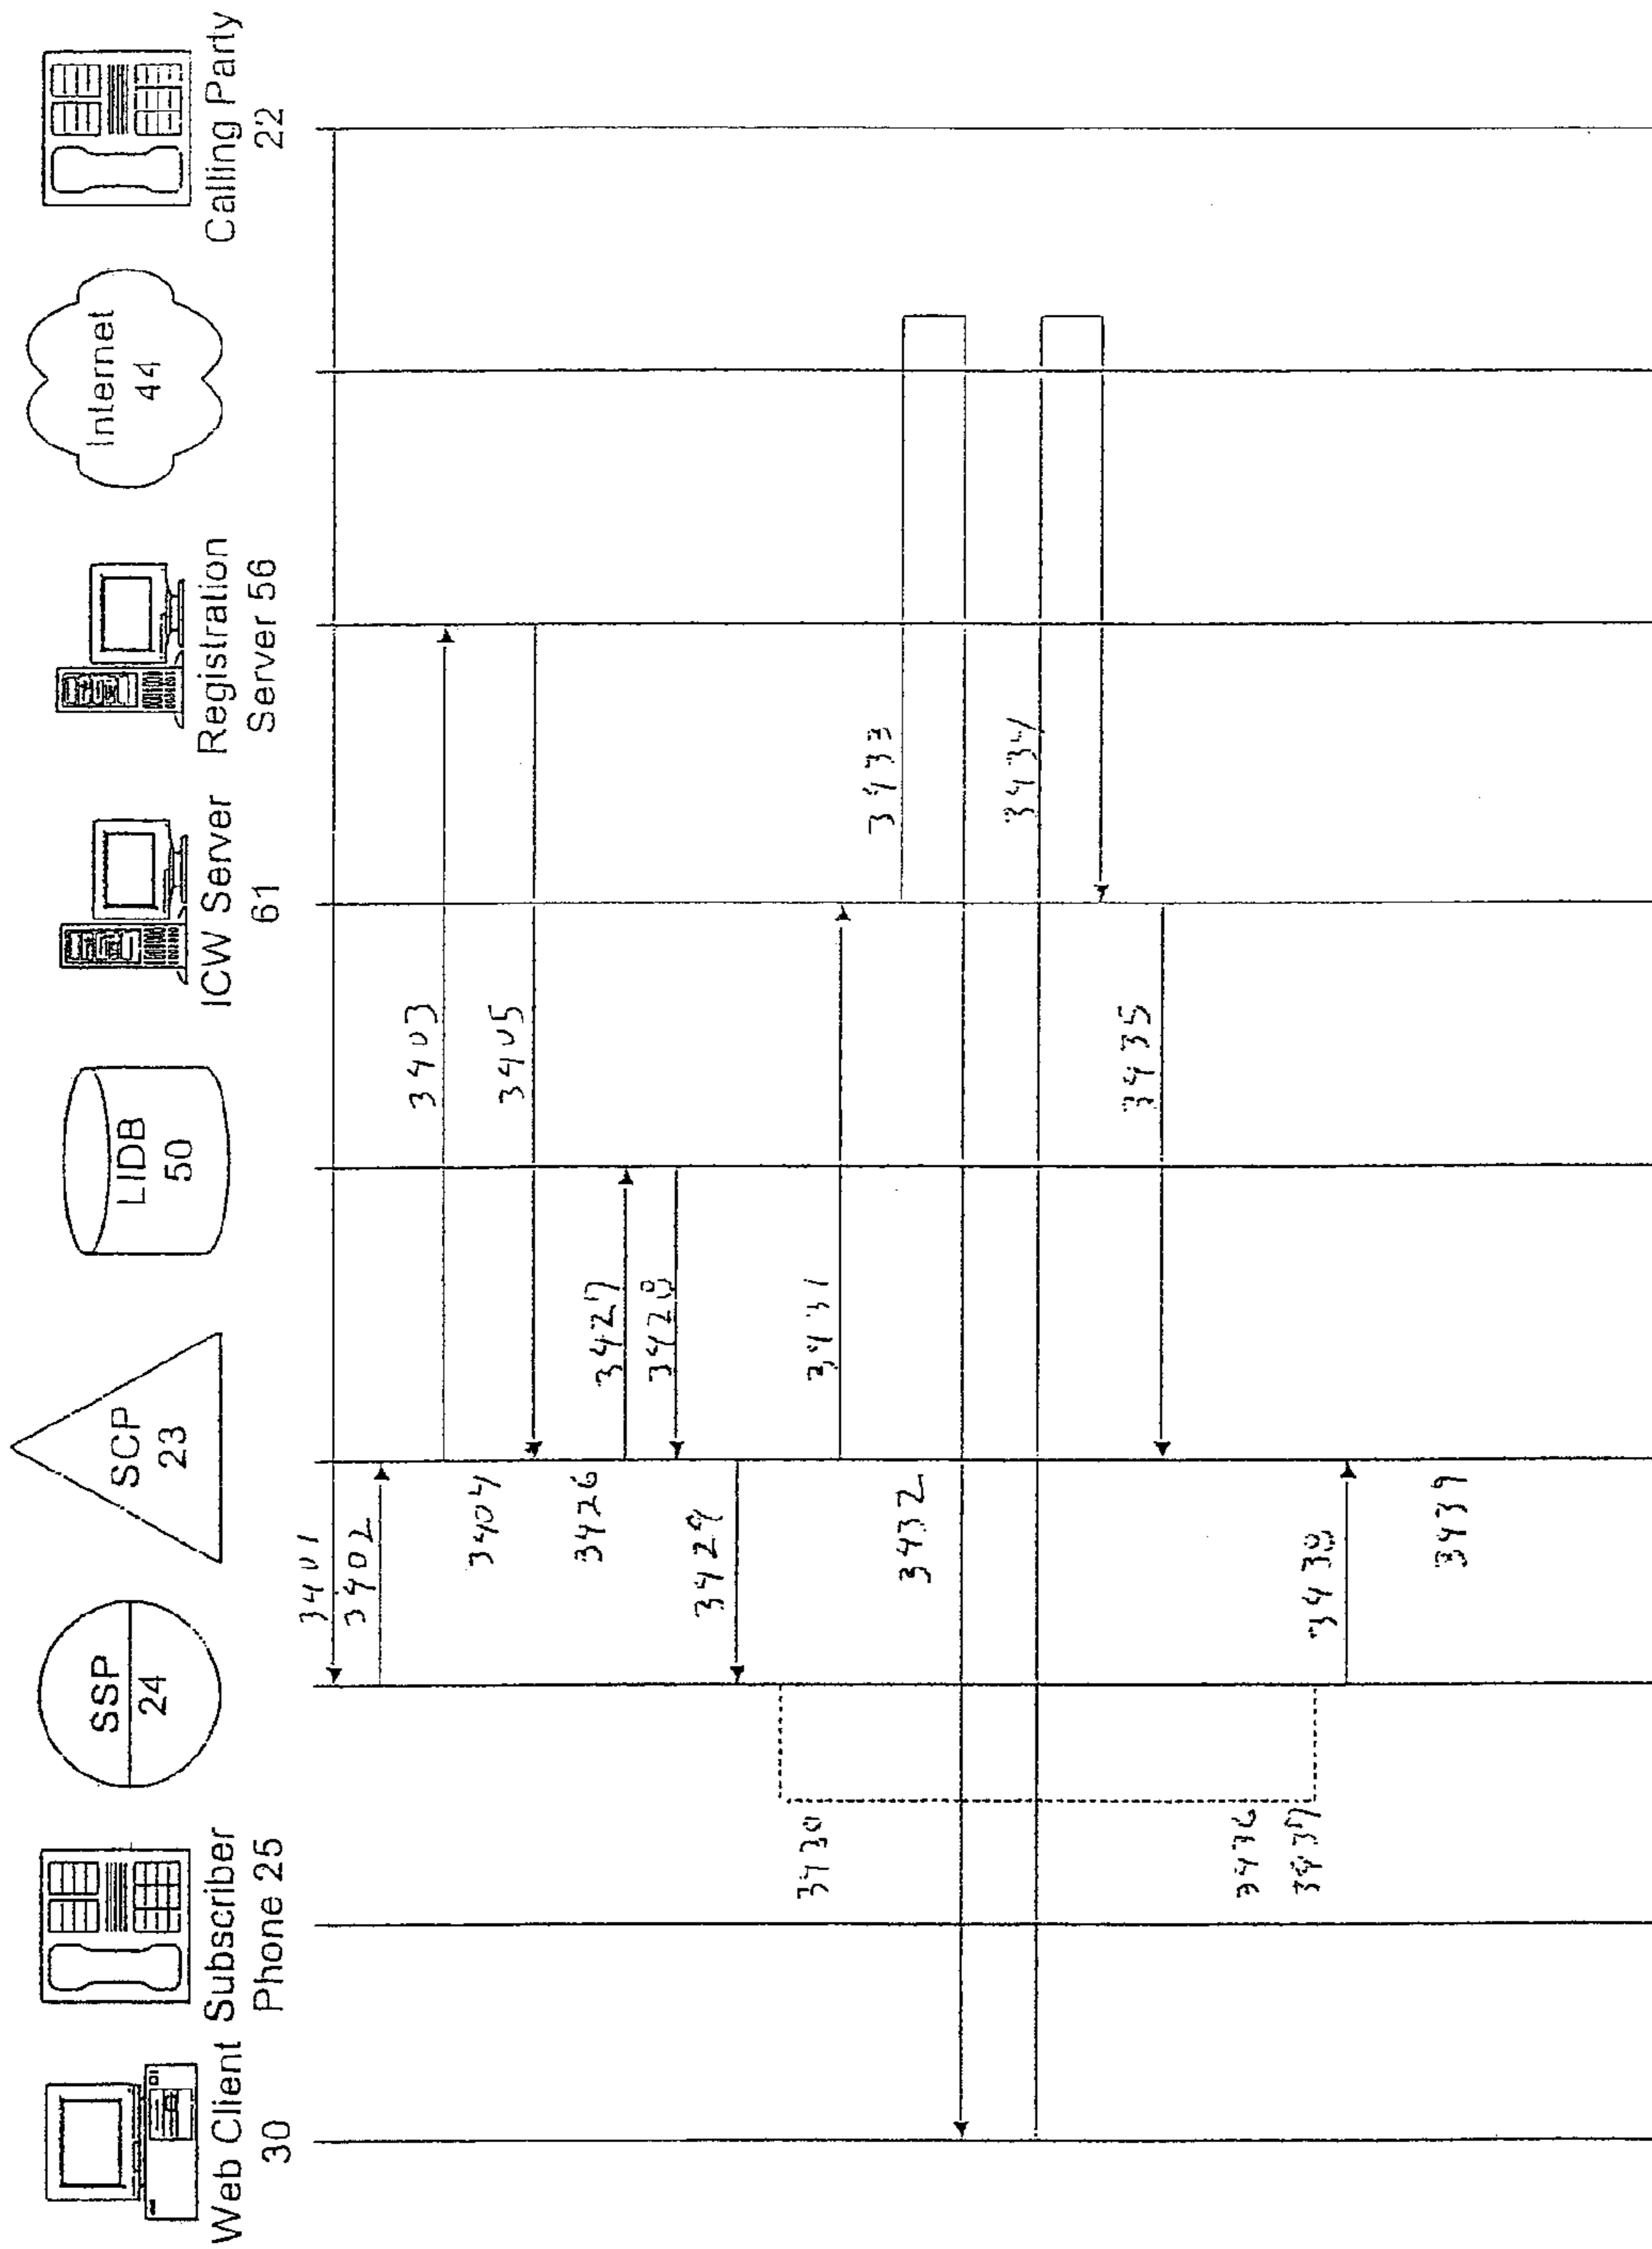 Web Client
30
Subscriber
Phone 25
SSP
24
SCP
23
LIDB
50
ICW Server
61
Registration
Server 56
Internet
44
Calling Party
22
3401
3402
3403
3404
3405
3426
3427
3428
3429
3430
3431
3432
3433
3434
3435
3436
3437
3438
3439